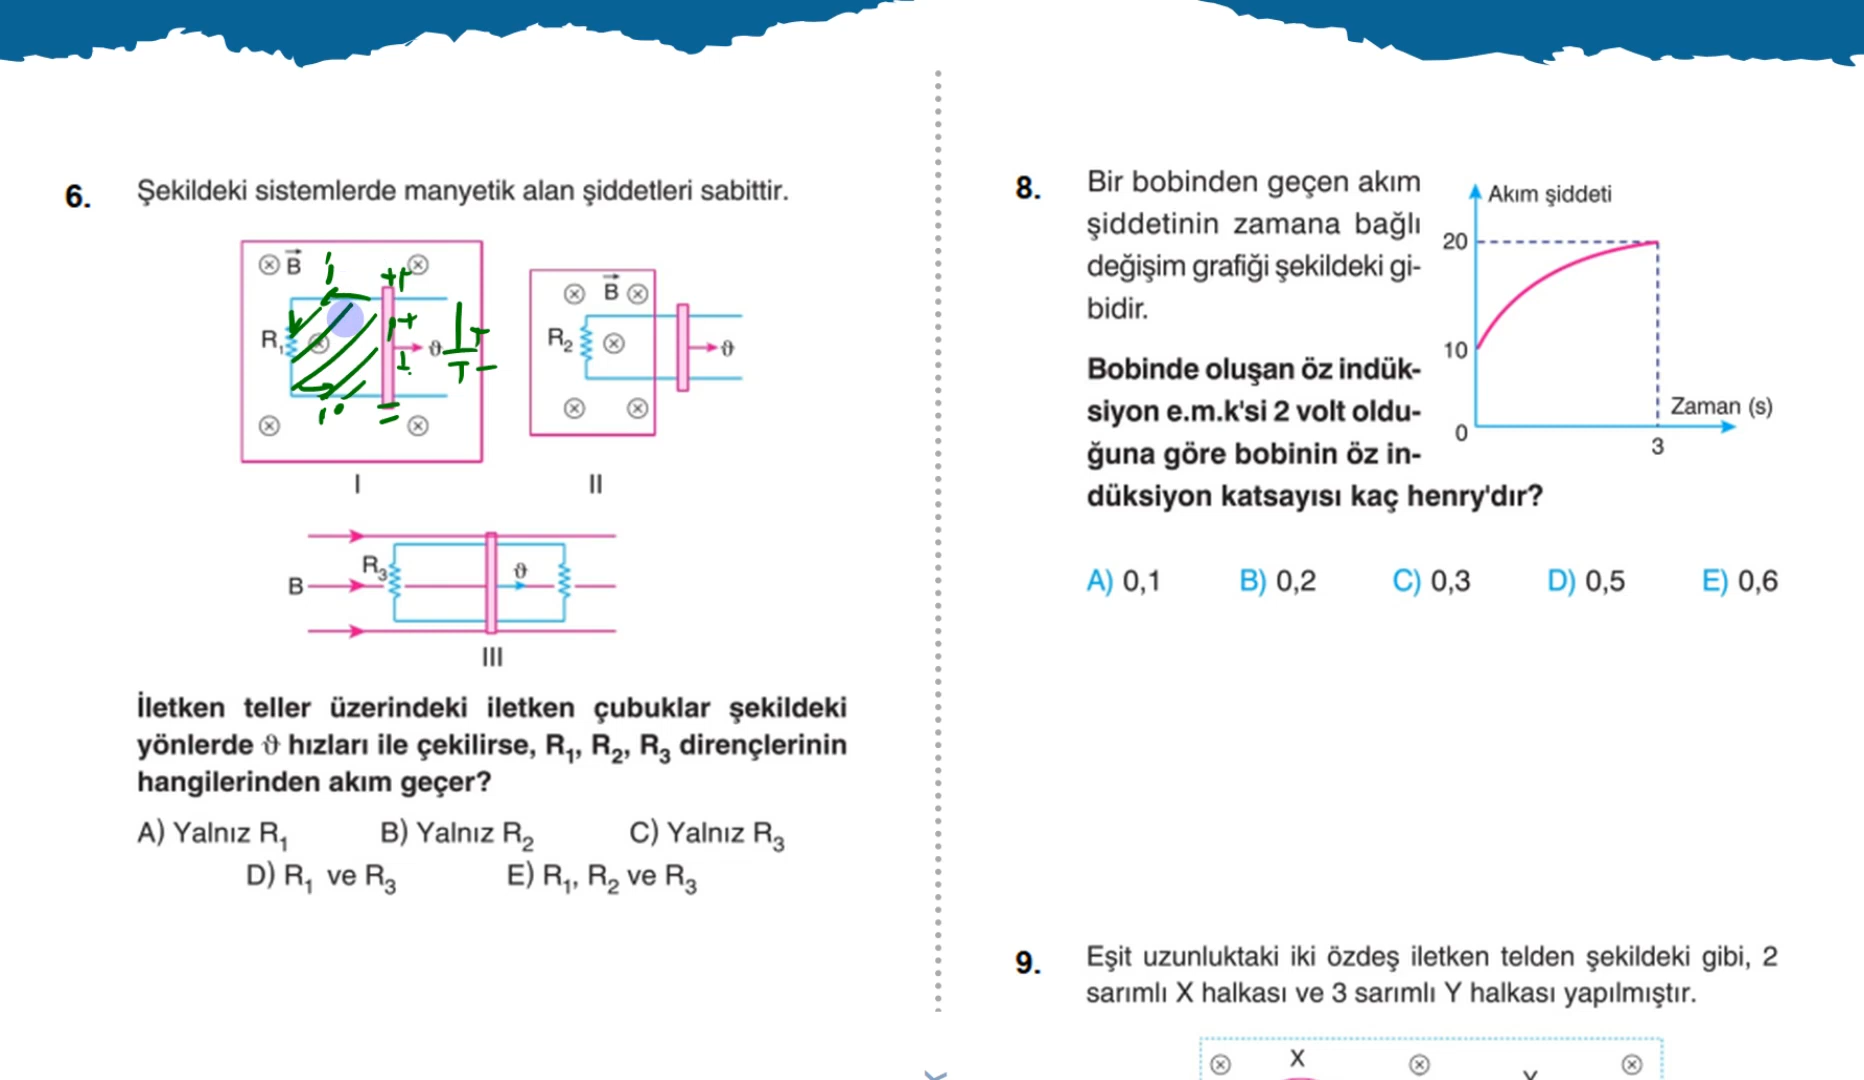 6. Şekildeki sistemlerde manyetik alan şiddetleri sabittir.
B
i
+
R1
+
ϑ
i
-
i
-
I
B
R2
ϑ
II
B
R3
ϑ
III
İletken teller üzerindeki iletken çubuklar şekildeki
yönlerde ϑ hızları ile çekilirse, R1, R2, R3 dirençlerinin
hangilerinden akım geçer?
A) Yalnız R1 B) Yalnız R2 C) Yalnız R3
D) R1 ve R3 E) R1, R2 ve R3
8. Bir bobinden geçen akım
şiddetinin zamana bağlı
değişim grafiği şekildeki gi-
bidir.
Bobinde oluşan öz indük-
siyon e.m.k'si 2 volt oldu-
ğuna göre bobinin öz in-
düksiyon katsayısı kaç henry'dır?
Akım şiddeti
20
10
0
3
Zaman (s)
A) 0,1 B) 0,2 C) 0,3 D) 0,5 E) 0,6
9. Eşit uzunluktaki iki özdeş iletken telden şekildeki gibi, 2
sarımlı X halkası ve 3 sarımlı Y halkası yapılmıştır.
X
Y